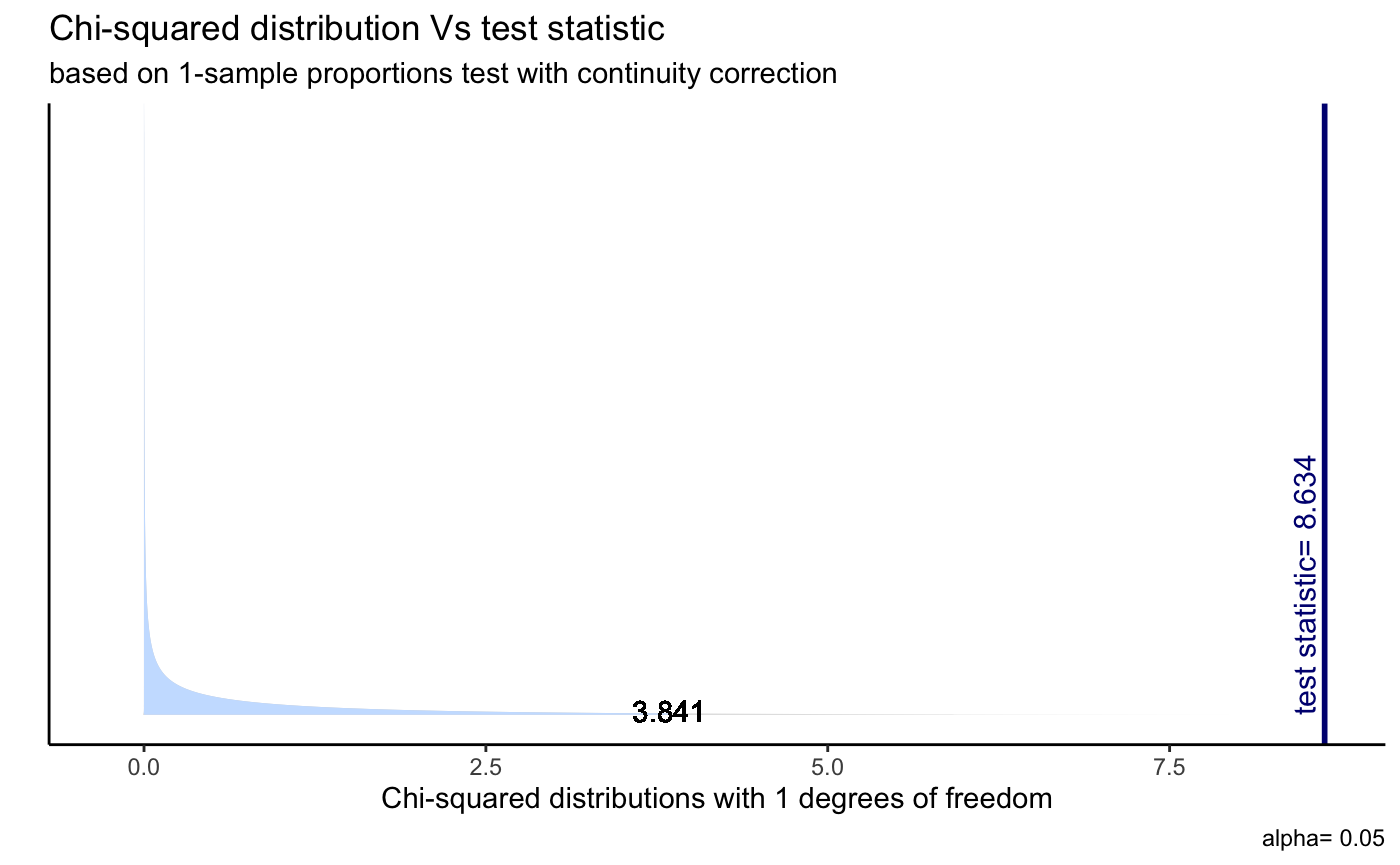 Chi-squared distribution Vs test statistic
based on 1-sample proportions test with continuity correction
test statistic= 8.634
3.841
0.0 2.5 5.0 7.5
Chi-squared distributions with 1 degrees of freedom
alpha= 0.05